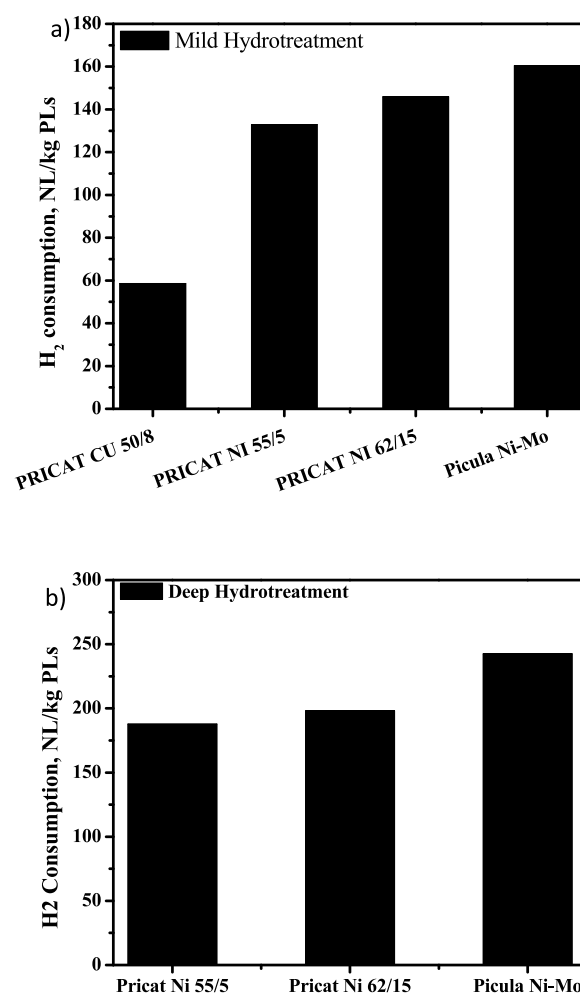 a)
Mild Hydrotreatment
180
160
140
120
100
80
60
40
20
0
H2 consumption, NL/kg PLs
PRICAT CU 50/8
PRICAT NI 55/5
PRICAT NI 62/15
Picula Ni-Mo
b)
Deep Hydrotreatment
300
250
200
150
100
50
0
H2 Consumption, NL/kg PLs
Pricat Ni 55/5
Pricat Ni 62/15
Picula Ni-Mo